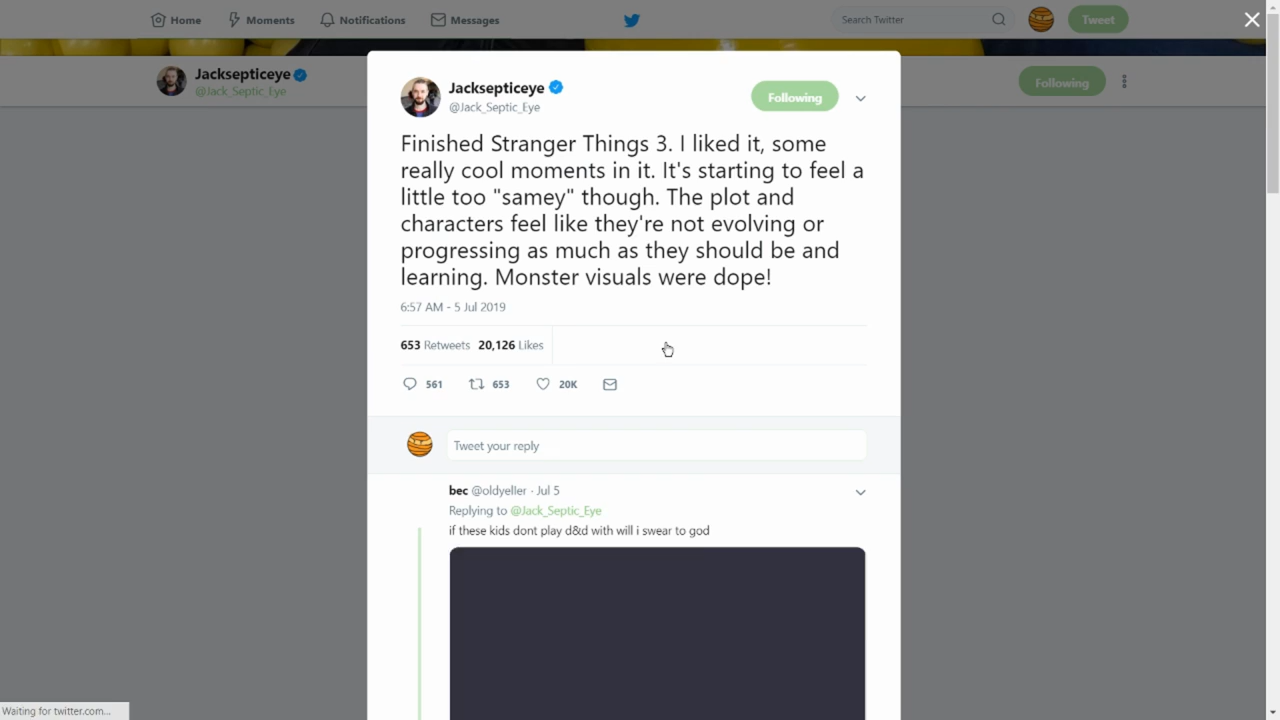 Home Moments Notifications Messages Search Twitter Tweet
Jacksepticeye
@Jack_Septic_Eye
Following
Jacksepticeye
@Jack_Septic_Eye
Following
Finished Stranger Things 3. I liked it, some
really cool moments in it. It's starting to feel a
little too "samey" though. The plot and
characters feel like they're not evolving or
progressing as much as they should be and
learning. Monster visuals were dope!
6:57 AM - 5 Jul 2019
653 Retweets 20,126 Likes
561 653 20K
Tweet your reply
bec @oldyeller · Jul 5
Replying to @Jack_Septic_Eye
if these kids dont play d&d with will i swear to god
Waiting for twitter.com...